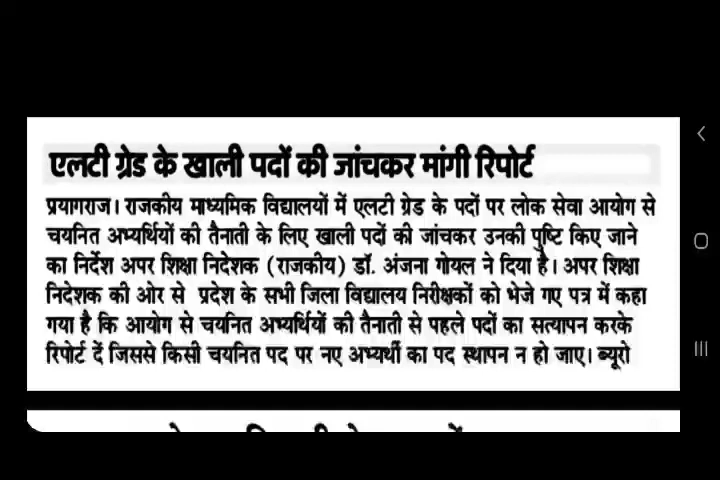 एलटी ग्रेड के खाली पदों की जांचकर मांगी रिपोर्ट
प्रयागराज। राजकीय माध्यमिक विद्यालयों में एलटी ग्रेड के पदों पर लोक सेवा आयोग से
चयनित अभ्यर्थियों की तैनाती के लिए खाली पदों की जांचकर उनकी पुष्टि किए जाने
का निर्देश अपर शिक्षा निदेशक (राजकीय) डॉ. अंजना गोयल ने दिया है। अपर शिक्षा
निदेशक की ओर से प्रदेश के सभी जिला विद्यालय निरीक्षकों को भेजे गए पत्र में कहा
गया है कि आयोग से चयनित अभ्यर्थियों की तैनाती से पहले पदों का सत्यापन करके
रिपोर्ट दें जिससे किसी चयनित पद पर नए अभ्यर्थी का पद स्थापन न हो जाए। ब्यूरो